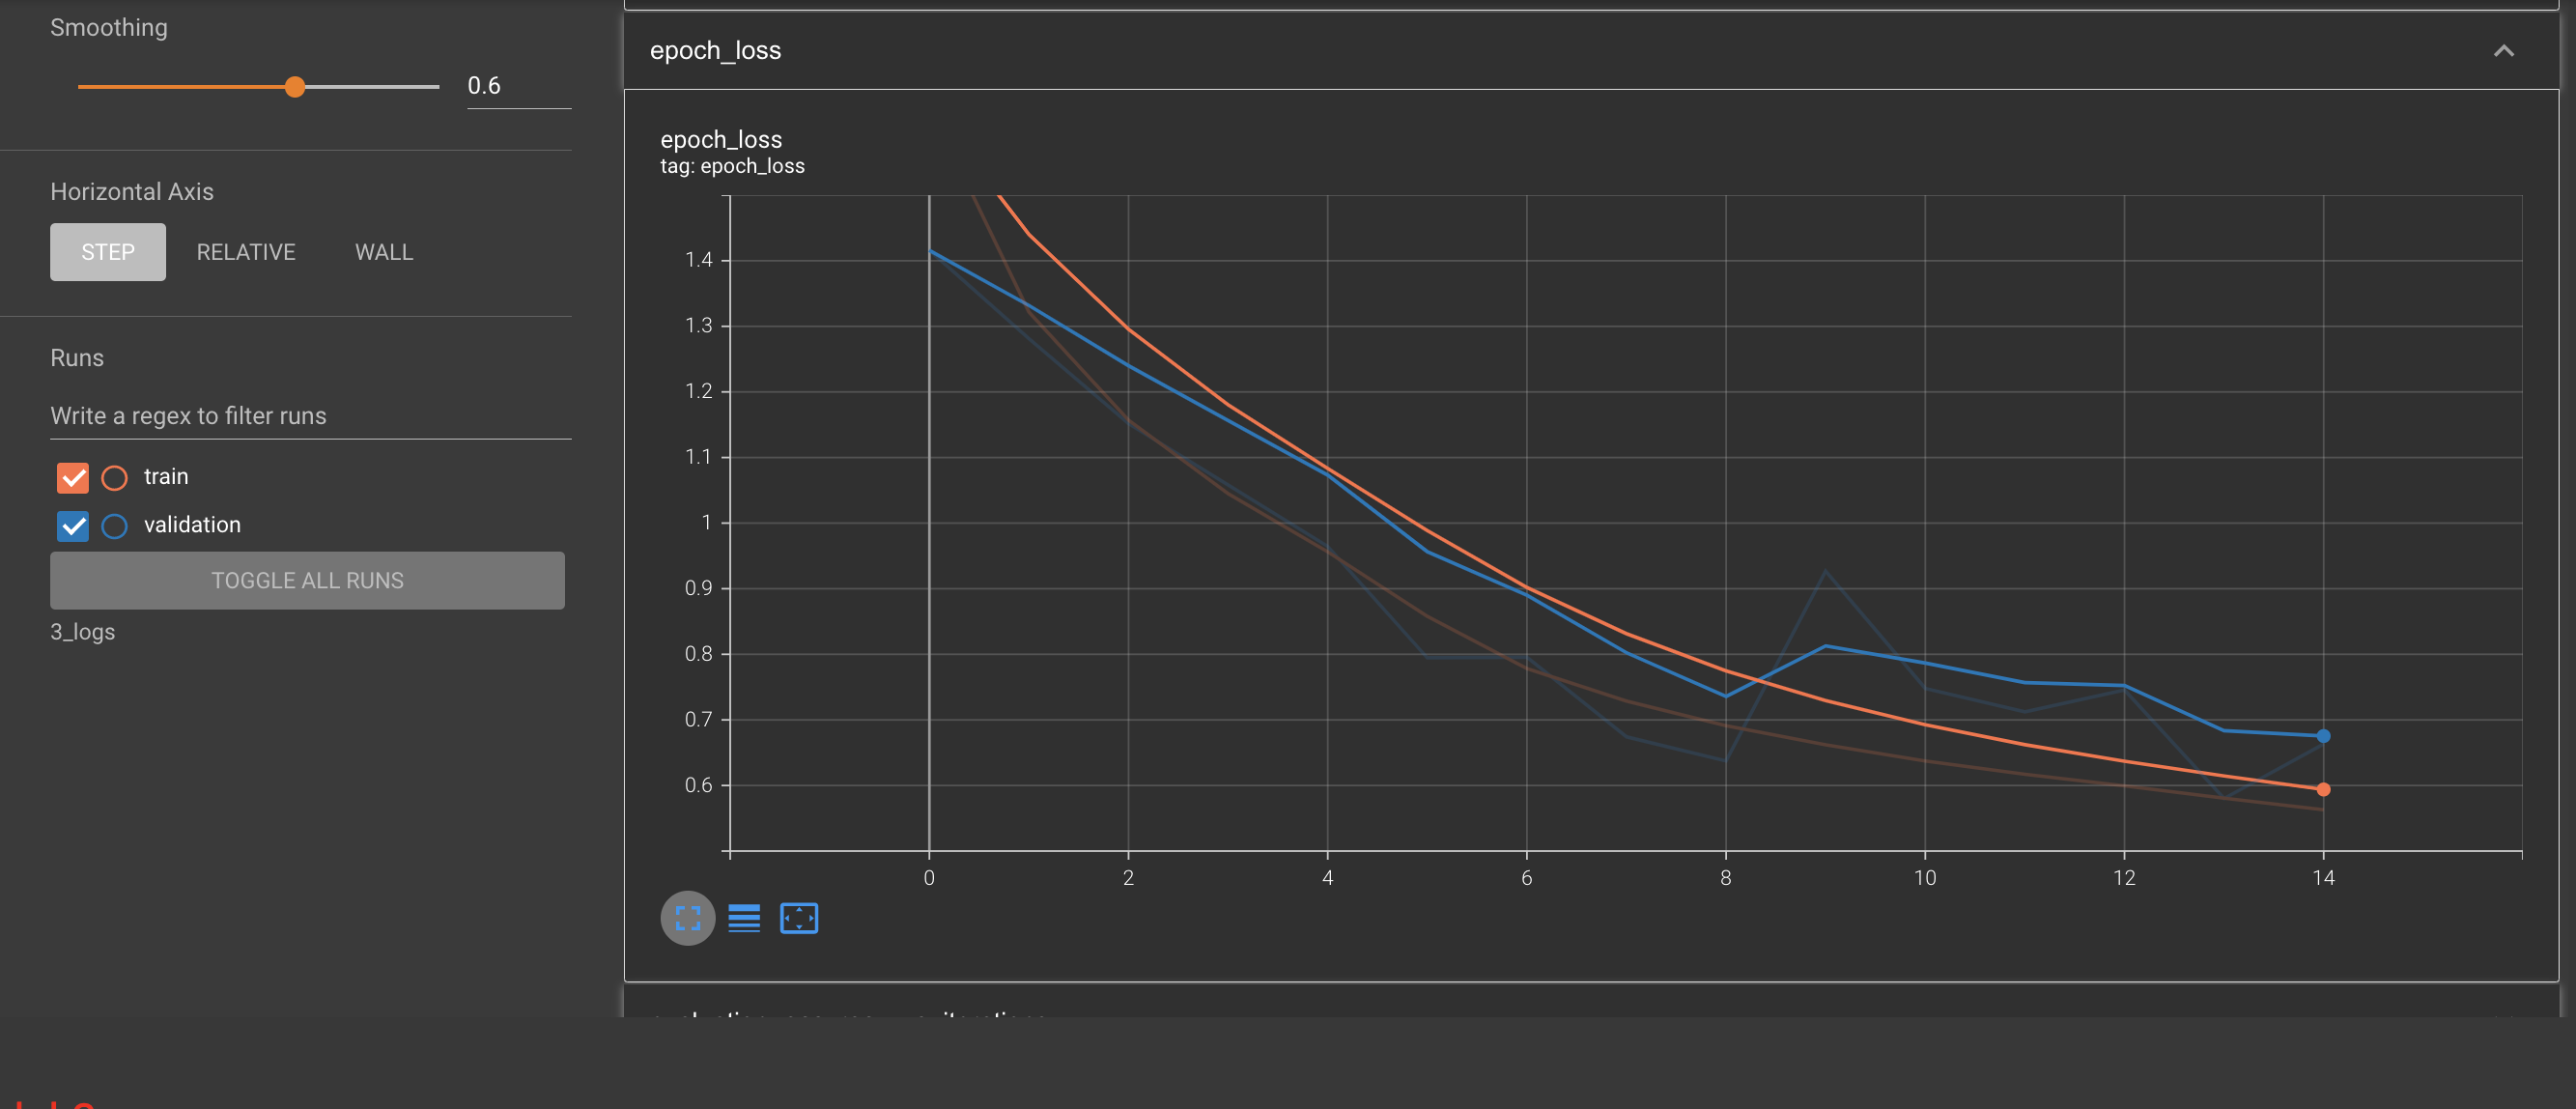 Smoothing
0.6
Horizontal Axis
STEP RELATIVE WALL
Runs
Write a regex to filter runs
train
validation
TOGGLE ALL RUNS
3_logs
epoch_loss
epoch_loss
tag: epoch_loss
1.4
1.3
1.2
1.1
1
0.9
0.8
0.7
0.6
0 2 4 6 8 10 12 14